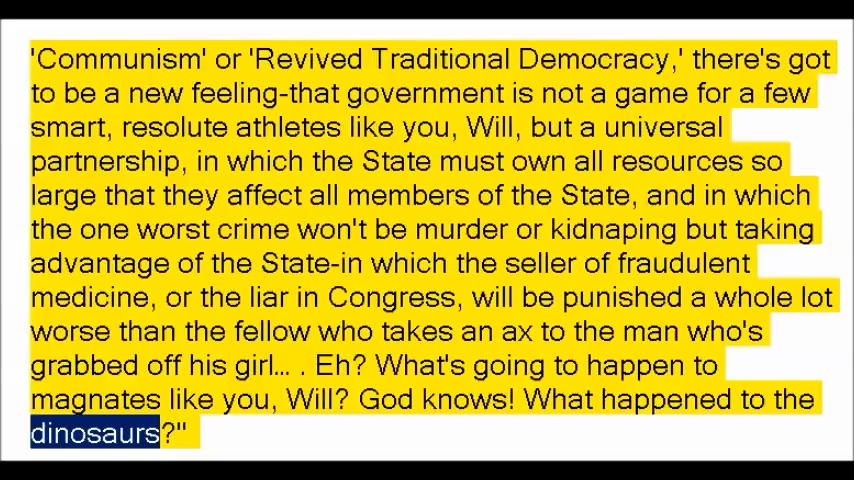 'Communism' or 'Revived Traditional Democracy,' there's got
to be a new feeling-that government is not a game for a few
smart, resolute athletes like you, Will, but a universal
partnership, in which the State must own all resources so
large that they affect all members of the State, and in which
the one worst crime won't be murder or kidnaping but taking
advantage of the State-in which the seller of fraudulent
medicine, or the liar in Congress, will be punished a whole lot
worse than the fellow who takes an ax to the man who's
grabbed off his girl... . Eh? What's going to happen to
magnates like you, Will? God knows! What happened to the
dinosaurs?"